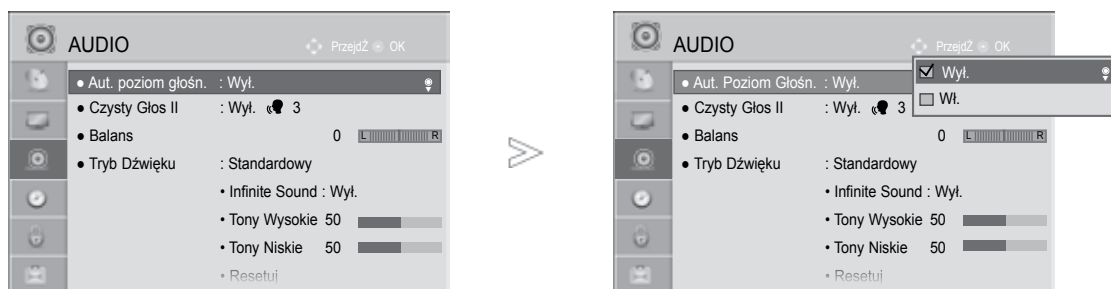 AUDIO
PrzejdŹ OK
● Aut. poziom głośn. : Wył.
● Czysty Głos II : Wył. 3
● Balans 0 L R
● Tryb Dźwięku : Standardowy
• Infinite Sound : Wył.
• Tony Wysokie 50
• Tony Niskie 50
• Resetuj
AUDIO
PrzejdŹ OK
● Aut. Poziom Głośn. : Wył.
Wył.
Wł.
● Czysty Głos II : Wył. 3
● Balans 0 L R
● Tryb Dźwięku : Standardowy
• Infinite Sound : Wył.
• Tony Wysokie 50
• Tony Niskie 50
• Resetuj